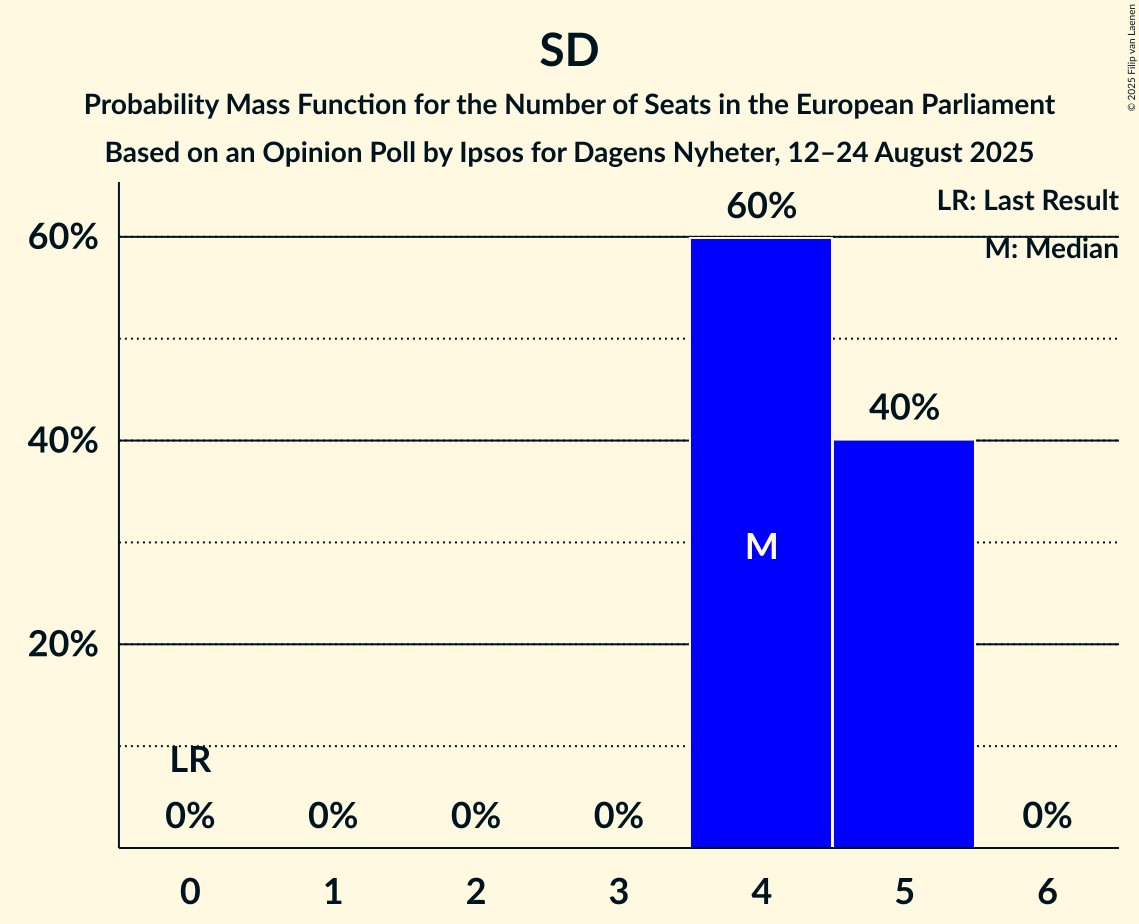 SD
Probability Mass Function for the Number of Seats in the European Parliament
Based on an Opinion Poll by Ipsos for Dagens Nyheter, 12–24 August 2025
© 2025 Filip van Laenen
LR: Last Result
M: Median
60%
40%
20%
60%
40%
M
LR
0%
0%
0%
0%
0%
0
1
2
3
4
5
6